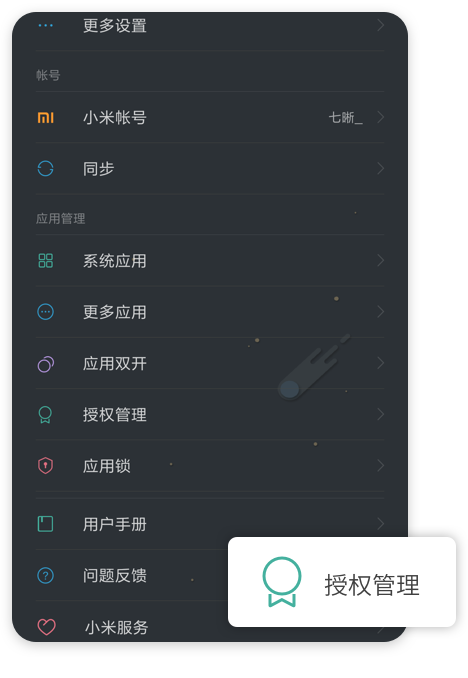 更多设置
帐号
小米帐号 七晰_
同步
应用管理
系统应用
更多应用
应用双开
授权管理
应用锁
用户手册
问题反馈
小米服务
授权管理